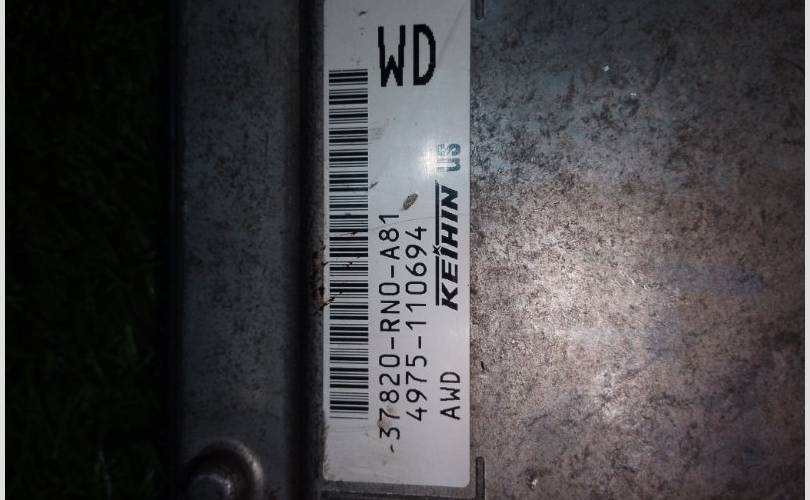 WD
37820-RN0-A81
4975-110694
AWD KEIHIN US